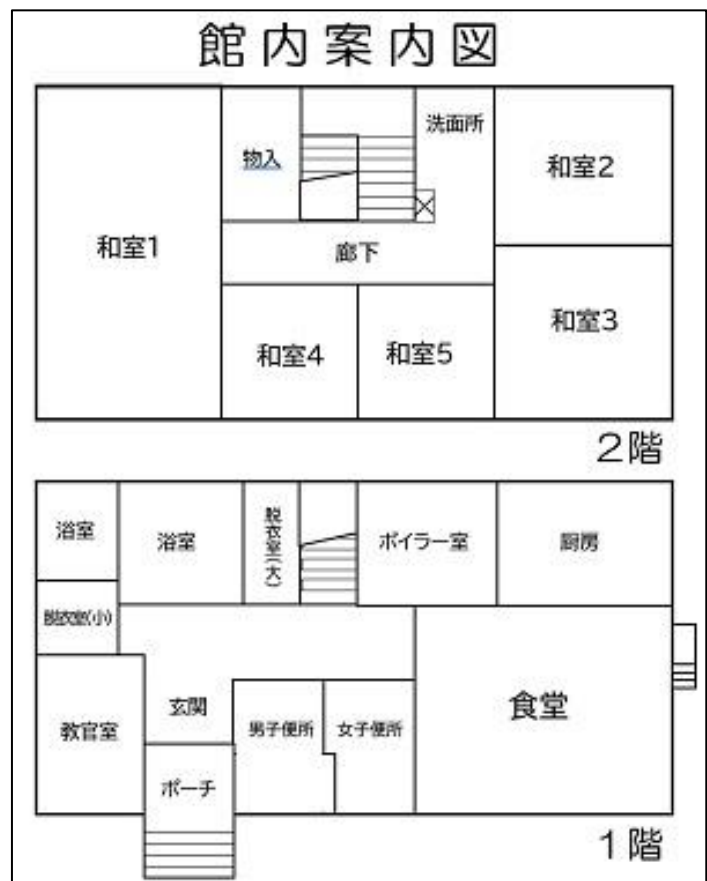 館内案内図
物入
洗面所
和室2
和室1
廊下
和室3
和室4
和室5
2階
浴室
浴室
脱衣室(大)
ボイラー室
厨房
脱衣室(小)
玄関
食堂
教官室
男子便所
女子便所
ポーチ
1階